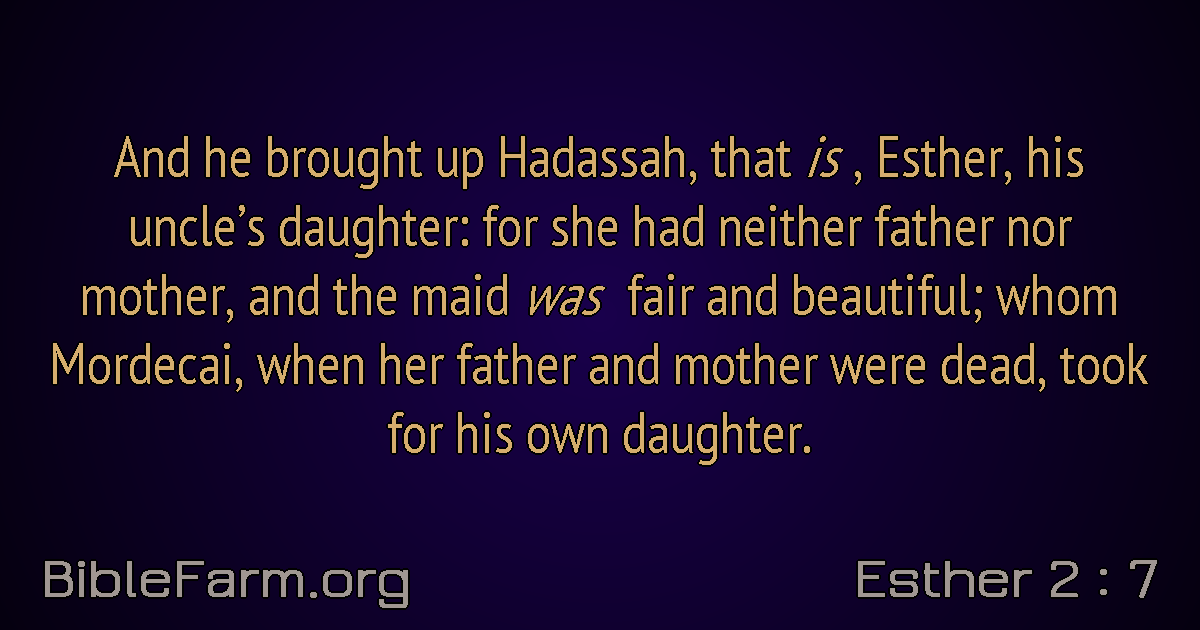 And he brought up Hadassah, that is , Esther, his
uncle’s daughter: for she had neither father nor
mother, and the maid was fair and beautiful; whom
Mordecai, when her father and mother were dead, took
for his own daughter.
BibleFarm.org
Esther 2 : 7